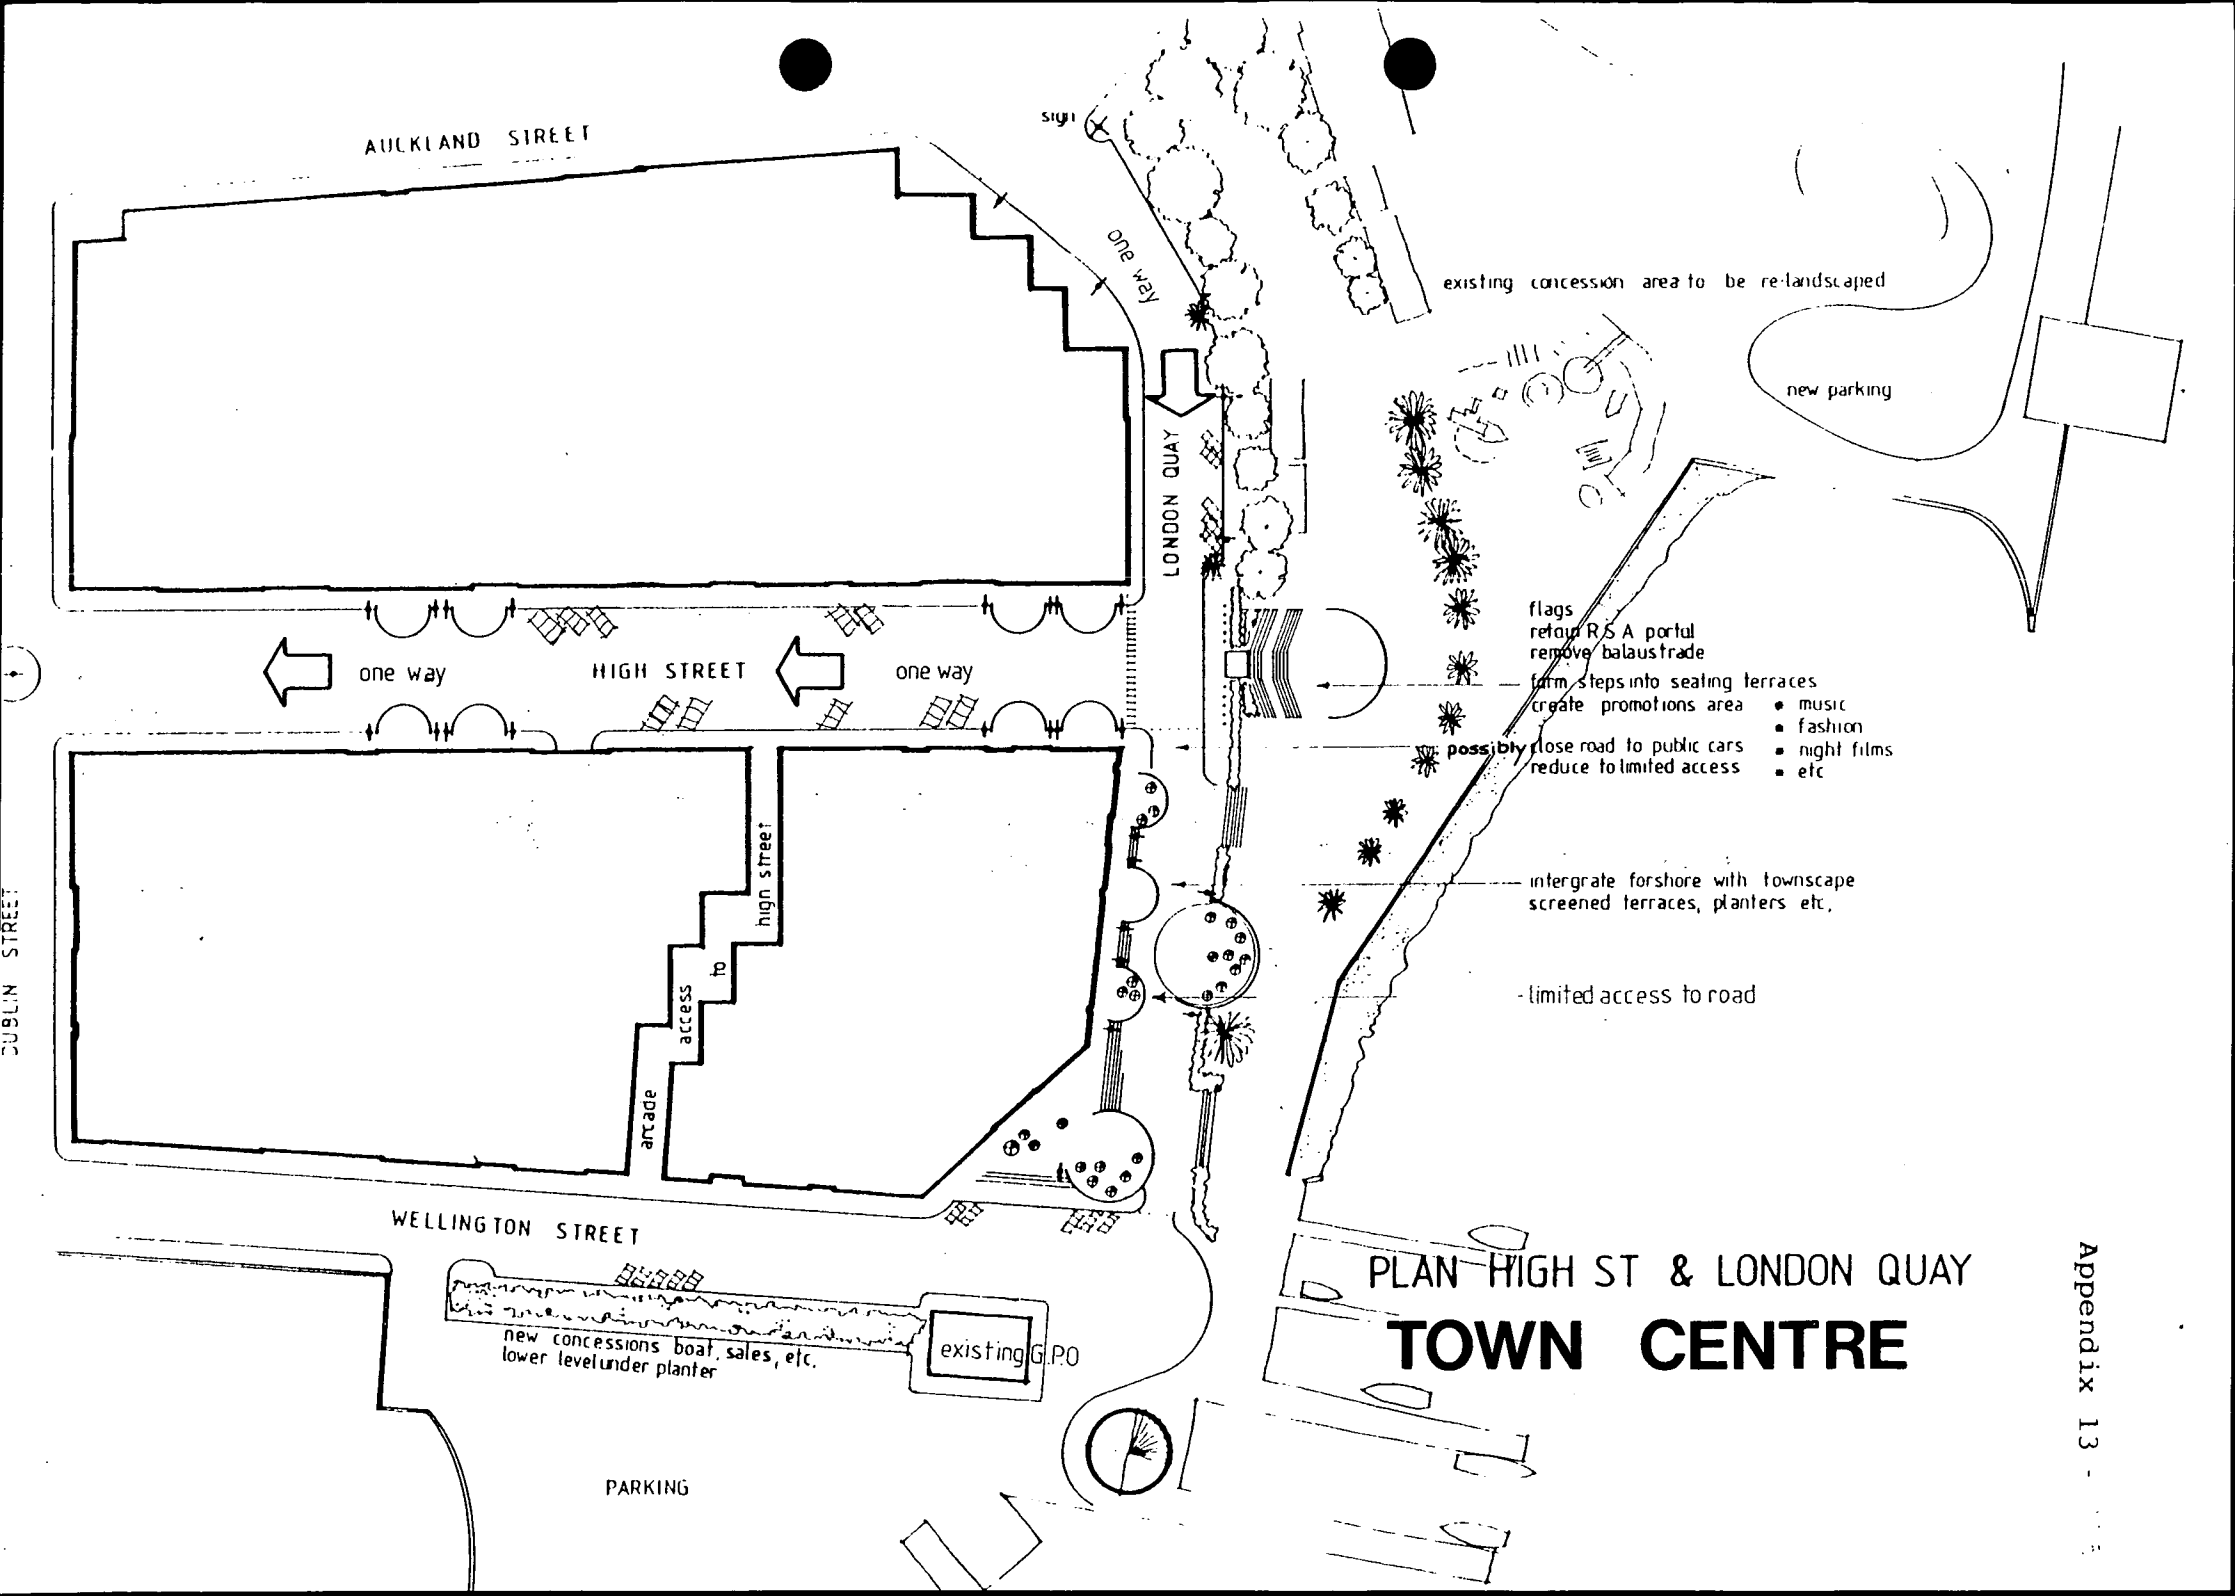 AUCKLAND STREET
sign
one way
existing concession area to be re-landscaped
new parking
LONDON QUAY
one way
HIGH STREET
one way
flags
retain R S A portal
remove balaustrade
form steps into seating terraces
create promotions area • music
• fashion
possibly close road to public cars • night films
reduce to limited access • etc
intergrate forshore with townscape
screened terraces, planters etc,
- limited access to road
DUBLIN STREET
arcade access to high street
WELLINGTON STREET
new concessions boat, sales, etc.
lower level under planter
existing G.P.O
PARKING
PLAN HIGH ST & LONDON QUAY
TOWN CENTRE
Appendix 13 -